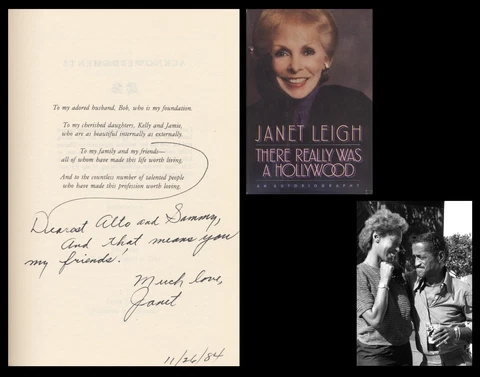 To my adored husband, Bob, who is my foundation.
To my cherished daughters, Kelly and Jamie,
who are as beautiful internally as externally.
To my family and my friends—
all of whom have made this life worth living.
And to the countless number of talented people
who have made this profession worth loving.
Dearest Alto and Sammy,
And that means you
my friends!
Much love,
Janet
11/26/84
JANET LEIGH
THERE REALLY WAS
A HOLLYWOOD
AN AUTOBIOGRAPHY